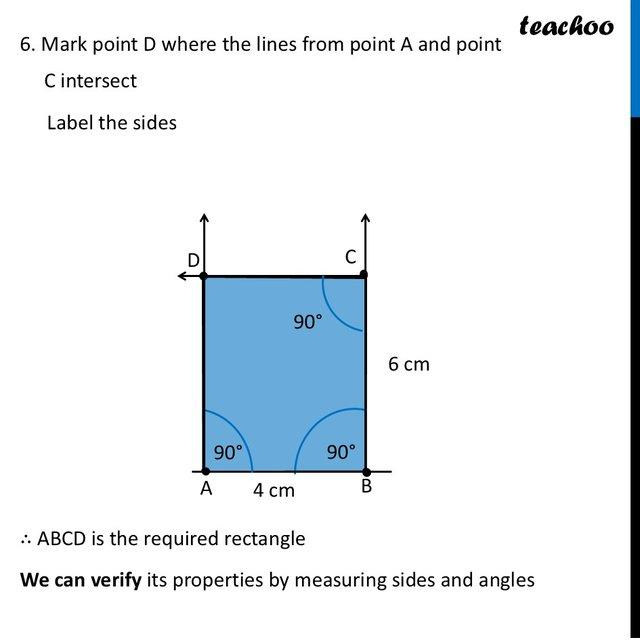 teachoo
6. Mark point D where the lines from point A and point
C intersect
Label the sides
D
C
90°
6 cm
90°
90°
A
4 cm
B
∴ ABCD is the required rectangle
We can verify its properties by measuring sides and angles